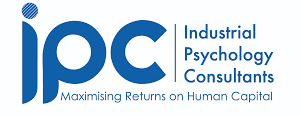 ipc
Industrial
Psychology
Consultants
Maximising Returns on Human Capital